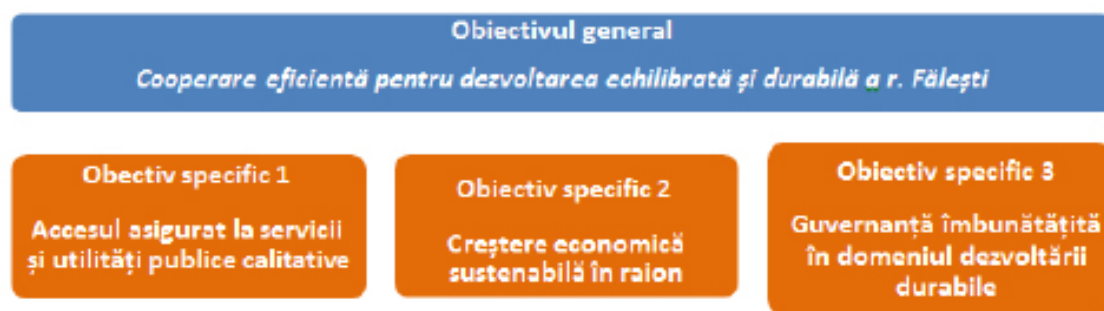 Obiectivul general
Cooperare eficientă pentru dezvoltarea echilibrată și durabilă a r. Fălești
Obectiv specific 1
Accesul asigurat la servicii
și utilități publice calitative
Obiectiv specific 2
Creștere economică
sustenabilă în raion
Obiectiv specific 3
Guvernanță îmbunătățită
în domeniul dezvoltării
durabile